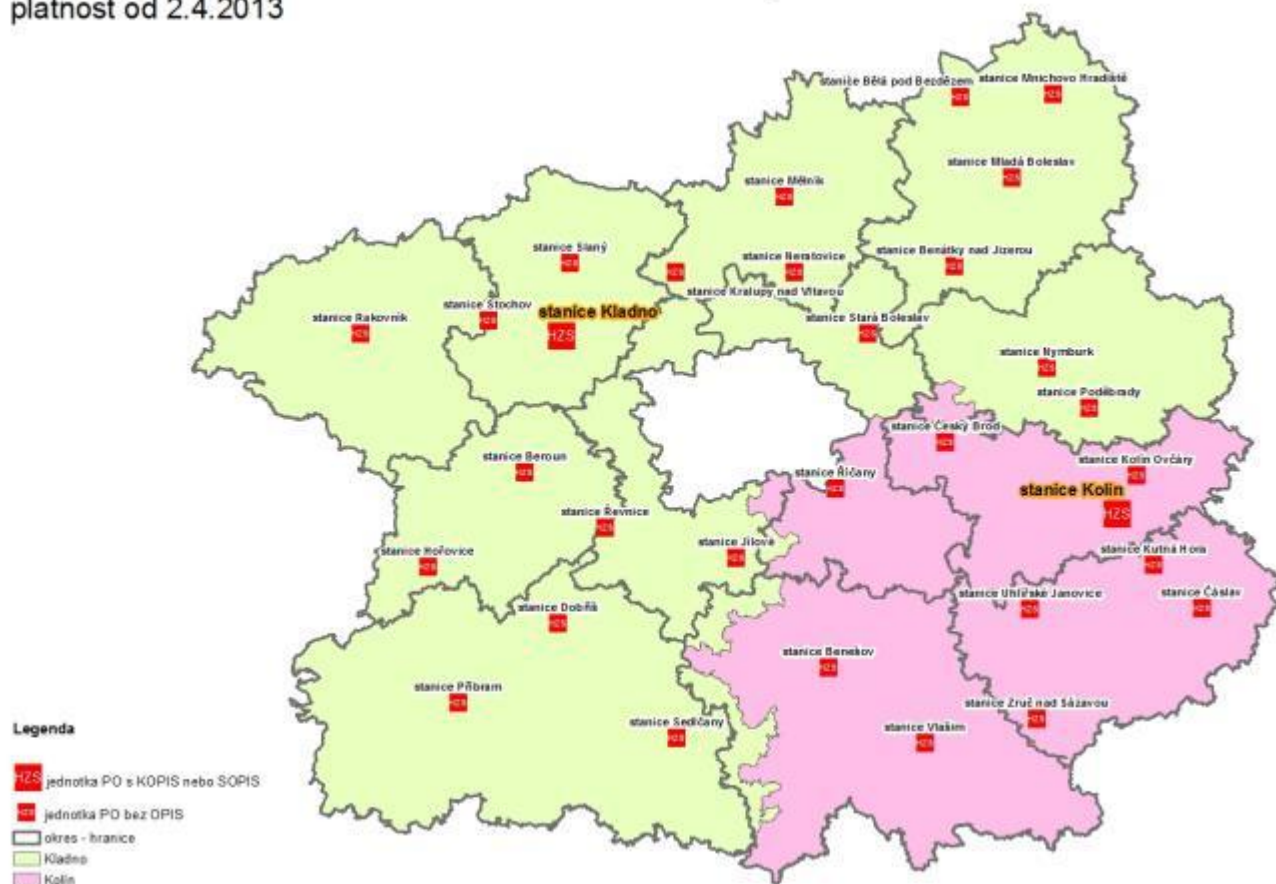 platnost od 2.4.2013
stanice Bělá pod Bezdězem
stanice Mnichovo Hradiště
HZS
HZS
stanice Mladá Boleslav
HZS
stanice Mělník
HZS
stanice Slaný
HZS
stanice Neratovice
HZS
HZS
stanice Benátky nad Jizerou
HZS
stanice Kralupy nad Vltavou
stanice Stochov
HZS
stanice Kladno
HZS
stanice Rakovník
HZS
stanice Stará Boleslav
HZS
stanice Nymburk
HZS
stanice Poděbrady
HZS
stanice Český Brod
HZS
stanice Beroun
HZS
stanice Říčany
HZS
stanice Kolín Ovčáry
HZS
stanice Kolín
HZS
stanice Řevnice
HZS
stanice Hořovice
HZS
stanice Jílové
HZS
stanice Kutná Hora
HZS
stanice Uhlířské Janovice
HZS
stanice Čáslav
HZS
stanice Dobříš
HZS
stanice Benešov
HZS
stanice Příbram
HZS
stanice Sedlčany
HZS
stanice Zruč nad Sázavou
HZS
stanice Vlašim
HZS
Legenda
HZS jednotka PO s KOPIS nebo SOPIS
HZS jednotka PO bez OPIS
okres - hranice
Kladno
Kolín